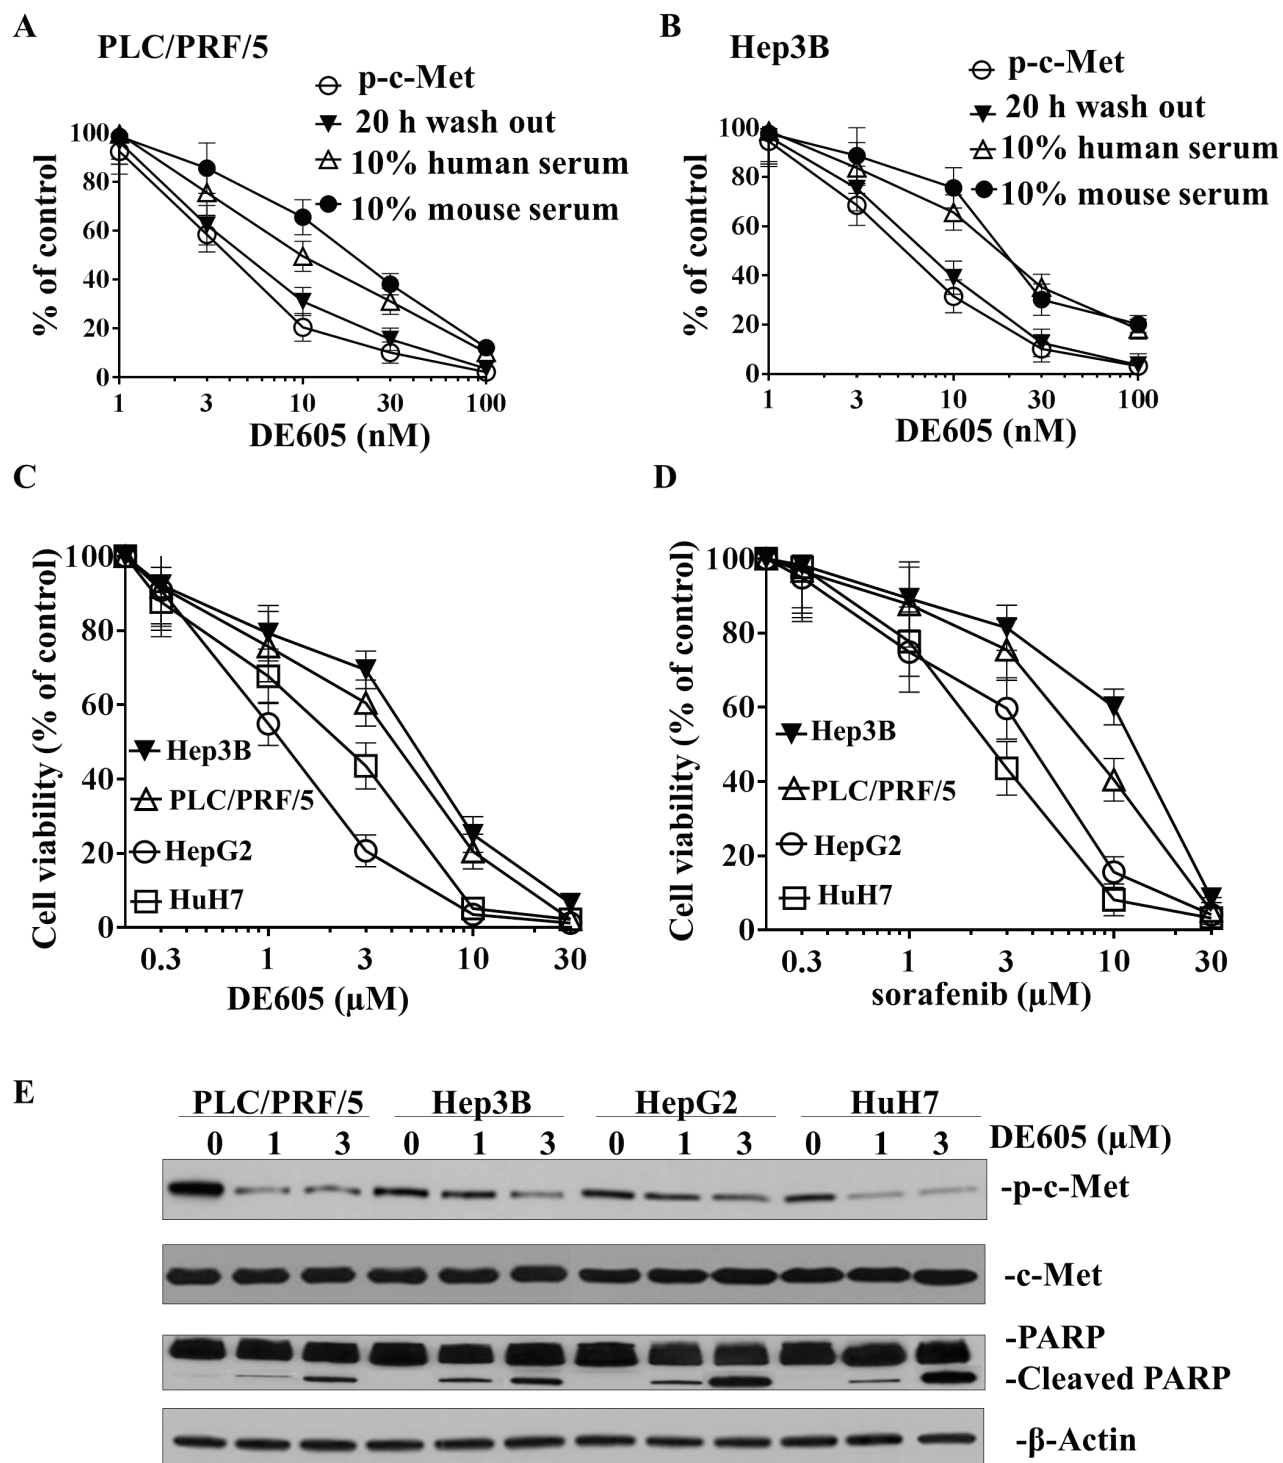 A
PLC/PRF/5
p-c-Met
20 h wash out
10% human serum
10% mouse serum
% of control
100
80
60
40
20
0
1 3 10 30 100
DE605 (nM)
B
Hep3B
p-c-Met
20 h wash out
10% human serum
10% mouse serum
% of control
100
80
60
40
20
0
1 3 10 30 100
DE605 (nM)
C
Cell viability (% of control)
100
80
60
40
20
0
Hep3B
PLC/PRF/5
HepG2
HuH7
0.3 1 3 10 30
DE605 (μM)
D
Cell viability (% of control)
100
80
60
40
20
0
Hep3B
PLC/PRF/5
HepG2
HuH7
0.3 1 3 10 30
sorafenib (μM)
E
PLC/PRF/5 Hep3B HepG2 HuH7
0 1 3 0 1 3 0 1 3 0 1 3 DE605 (μM)
-p-c-Met
-c-Met
-PARP
-Cleaved PARP
-β-Actin